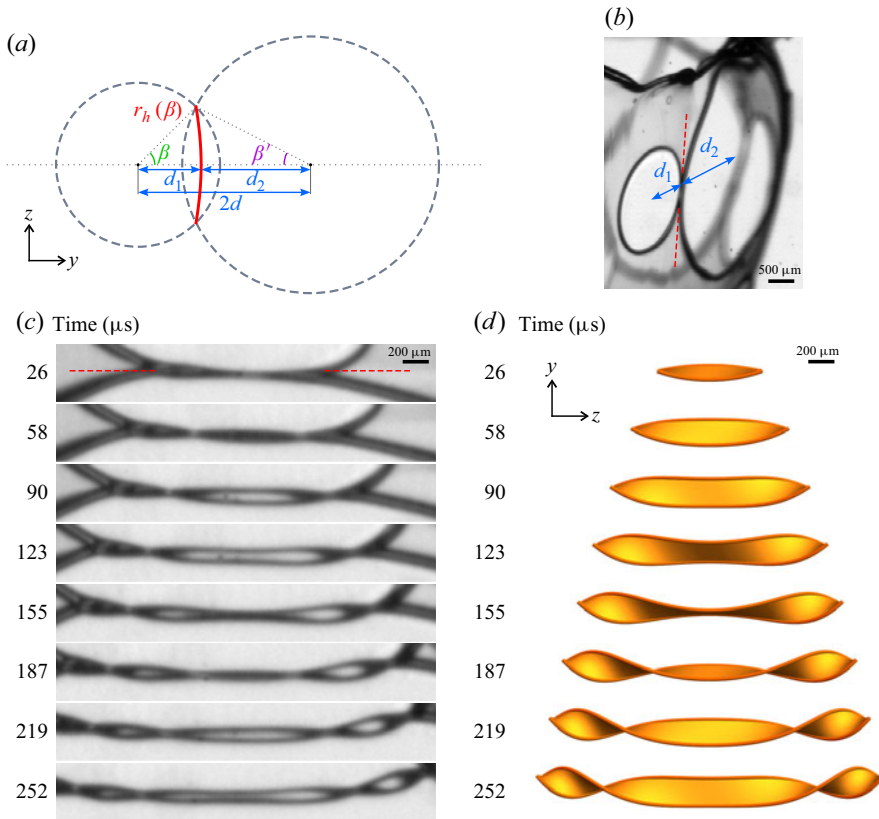 (a)
r_h (β)
β
β′
d₁
d₂
2d
z
y
(b)
d₁
d₂
500 μm
(c) Time (μs)
200 μm
26
58
90
123
155
187
219
252
(d) Time (μs)
200 μm
y
z
26
58
90
123
155
187
219
252